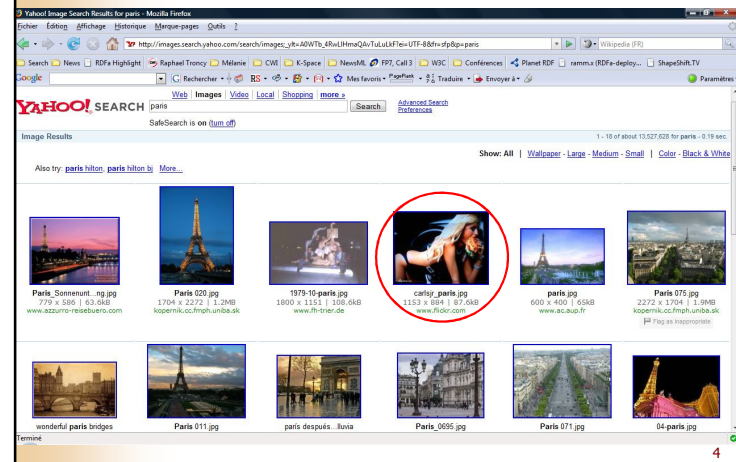 Yahoo! Image Search Results for paris - Mozilla Firefox
Fichier Édition Affichage Historique Marque-pages Outils ?
http://images.search.yahoo.com/search/images;_ylt=A0WTb_4RwLlHmaQAvTuLuLkF?ei=UTF-8&fr=sfp&p=paris Wikipedia (FR)
Search News RDFa Highlight Raphael Troncy Mélanie CWI K-Space NewsML FP7, Call 3 W3C Conférences Planet RDF rammx (RDFa-deploy... ShapeShift.TV
Google Rechercher RS Mes favoris PageRank Traduire Envoyer à Paramètres
Web | Images | Video | Local | Shopping | more »
YAHOO! SEARCH paris Search Advanced Search
Preferences
SafeSearch is on (turn off)
Image Results 1 - 18 of about 13,527,628 for paris - 0.19 sec.
Show: All | Wallpaper - Large - Medium - Small | Color - Black & White
Also try: paris hilton, paris hilton bj More...
Paris_Sonnenunt...ng.jpg Paris 020.jpg 1979-10-paris.jpg carlsjr_paris.jpg paris.jpg Paris 075.jpg
779 x 586 | 63.6kB 1704 x 2272 | 1.2MB 1800 x 1151 | 108.6kB 1153 x 884 | 87.6kB 600 x 400 | 65kB 2272 x 1704 | 1.9MB
www.azzurro-reisebuero.com kopernik.cc.fmph.uniba.sk www.fh-trier.de www.flickr.com www.ac.aup.fr kopernik.cc.fmph.uniba.sk
Flag as inappropriate
wonderful paris bridges Paris 011.jpg parís después...lluvia Paris_0695.jpg Paris 071.jpg 04-paris.jpg
Terminé
4